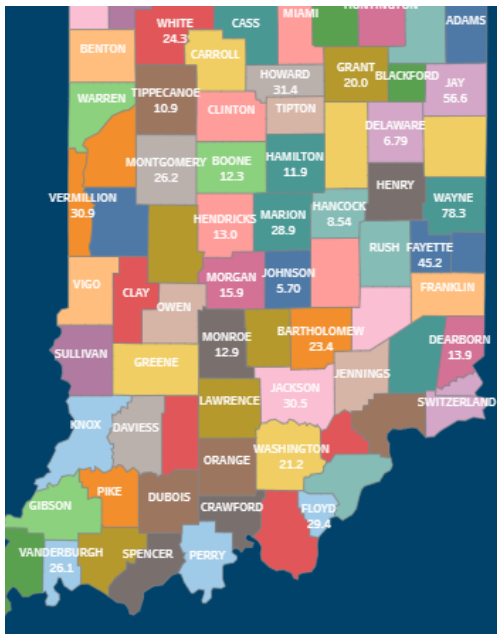 MIAMI
HUNTINGTON
WHITE
24.3
CASS
ADAMS
BENTON
CARROLL
HOWARD
31.4
GRANT
20.0
BLACKFORD
JAY
56.6
WARREN
TIPPECANOE
10.9
CLINTON
TIPTON
DELAWARE
6.79
MONTGOMERY
26.2
BOONE
12.3
HAMILTON
11.9
HENRY
VERMILLION
30.9
HENDRICKS
13.0
MARION
28.9
HANCOCK
8.54
WAYNE
78.3
RUSH
FAYETTE
45.2
VIGO
CLAY
MORGAN
15.9
JOHNSON
5.70
FRANKLIN
OWEN
SULLIVAN
MONROE
12.9
BARTHOLOMEW
23.4
DEARBORN
13.9
GREENE
JENNINGS
LAWRENCE
JACKSON
30.5
SWITZERLAND
KNOX
DAVIESS
ORANGE
WASHINGTON
21.2
PIKE
DUBOIS
GIBSON
CRAWFORD
FLOYD
29.4
VANDERBURGH
26.1
SPENCER
PERRY